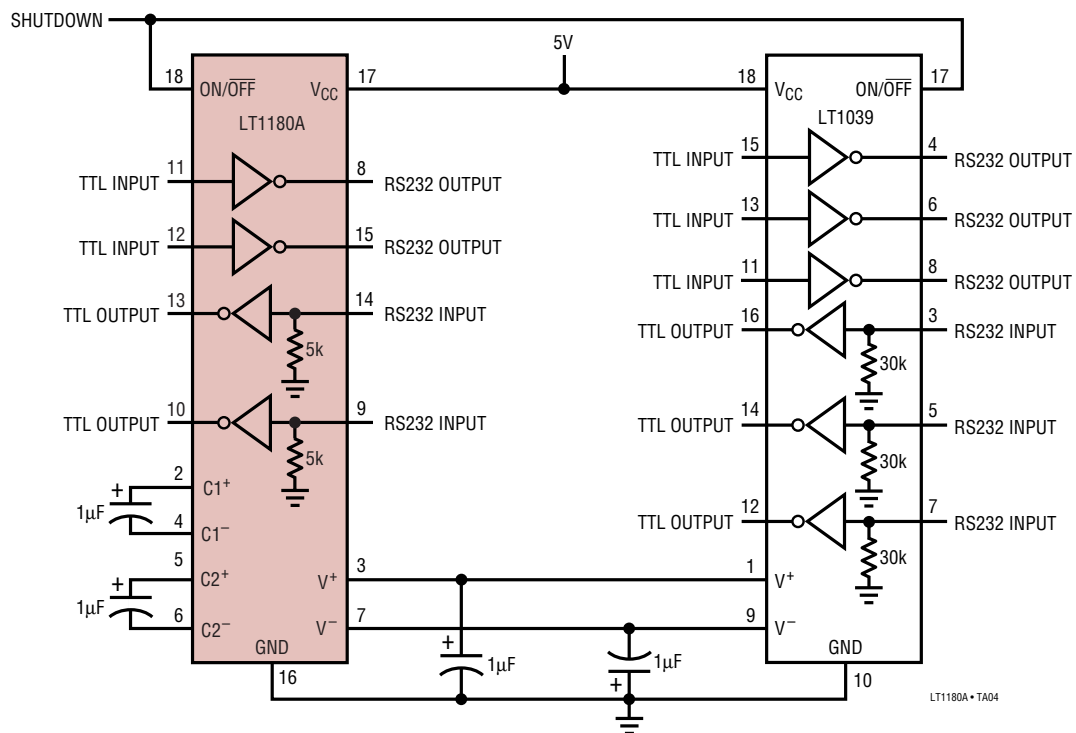 SHUTDOWN
5V
18 ON/OFF VCC 17
LT1180A
11 TTL INPUT 8 RS232 OUTPUT
12 TTL INPUT 15 RS232 OUTPUT
13 TTL OUTPUT 14 RS232 INPUT
5k
10 TTL OUTPUT 9 RS232 INPUT
5k
2 C1+
+ 1µF
4 C1−
5 C2+
+ 1µF
6 C2−
V+ 3
V− 7
GND
16
+ 1µF
1µF +
18 VCC ON/OFF 17
LT1039
15 TTL INPUT 4 RS232 OUTPUT
13 TTL INPUT 6 RS232 OUTPUT
11 TTL INPUT 8 RS232 OUTPUT
16 TTL OUTPUT 3 RS232 INPUT
30k
14 TTL OUTPUT 5 RS232 INPUT
30k
12 TTL OUTPUT 7 RS232 INPUT
30k
1 V+
9 V−
GND
10
LT1180A • TA04